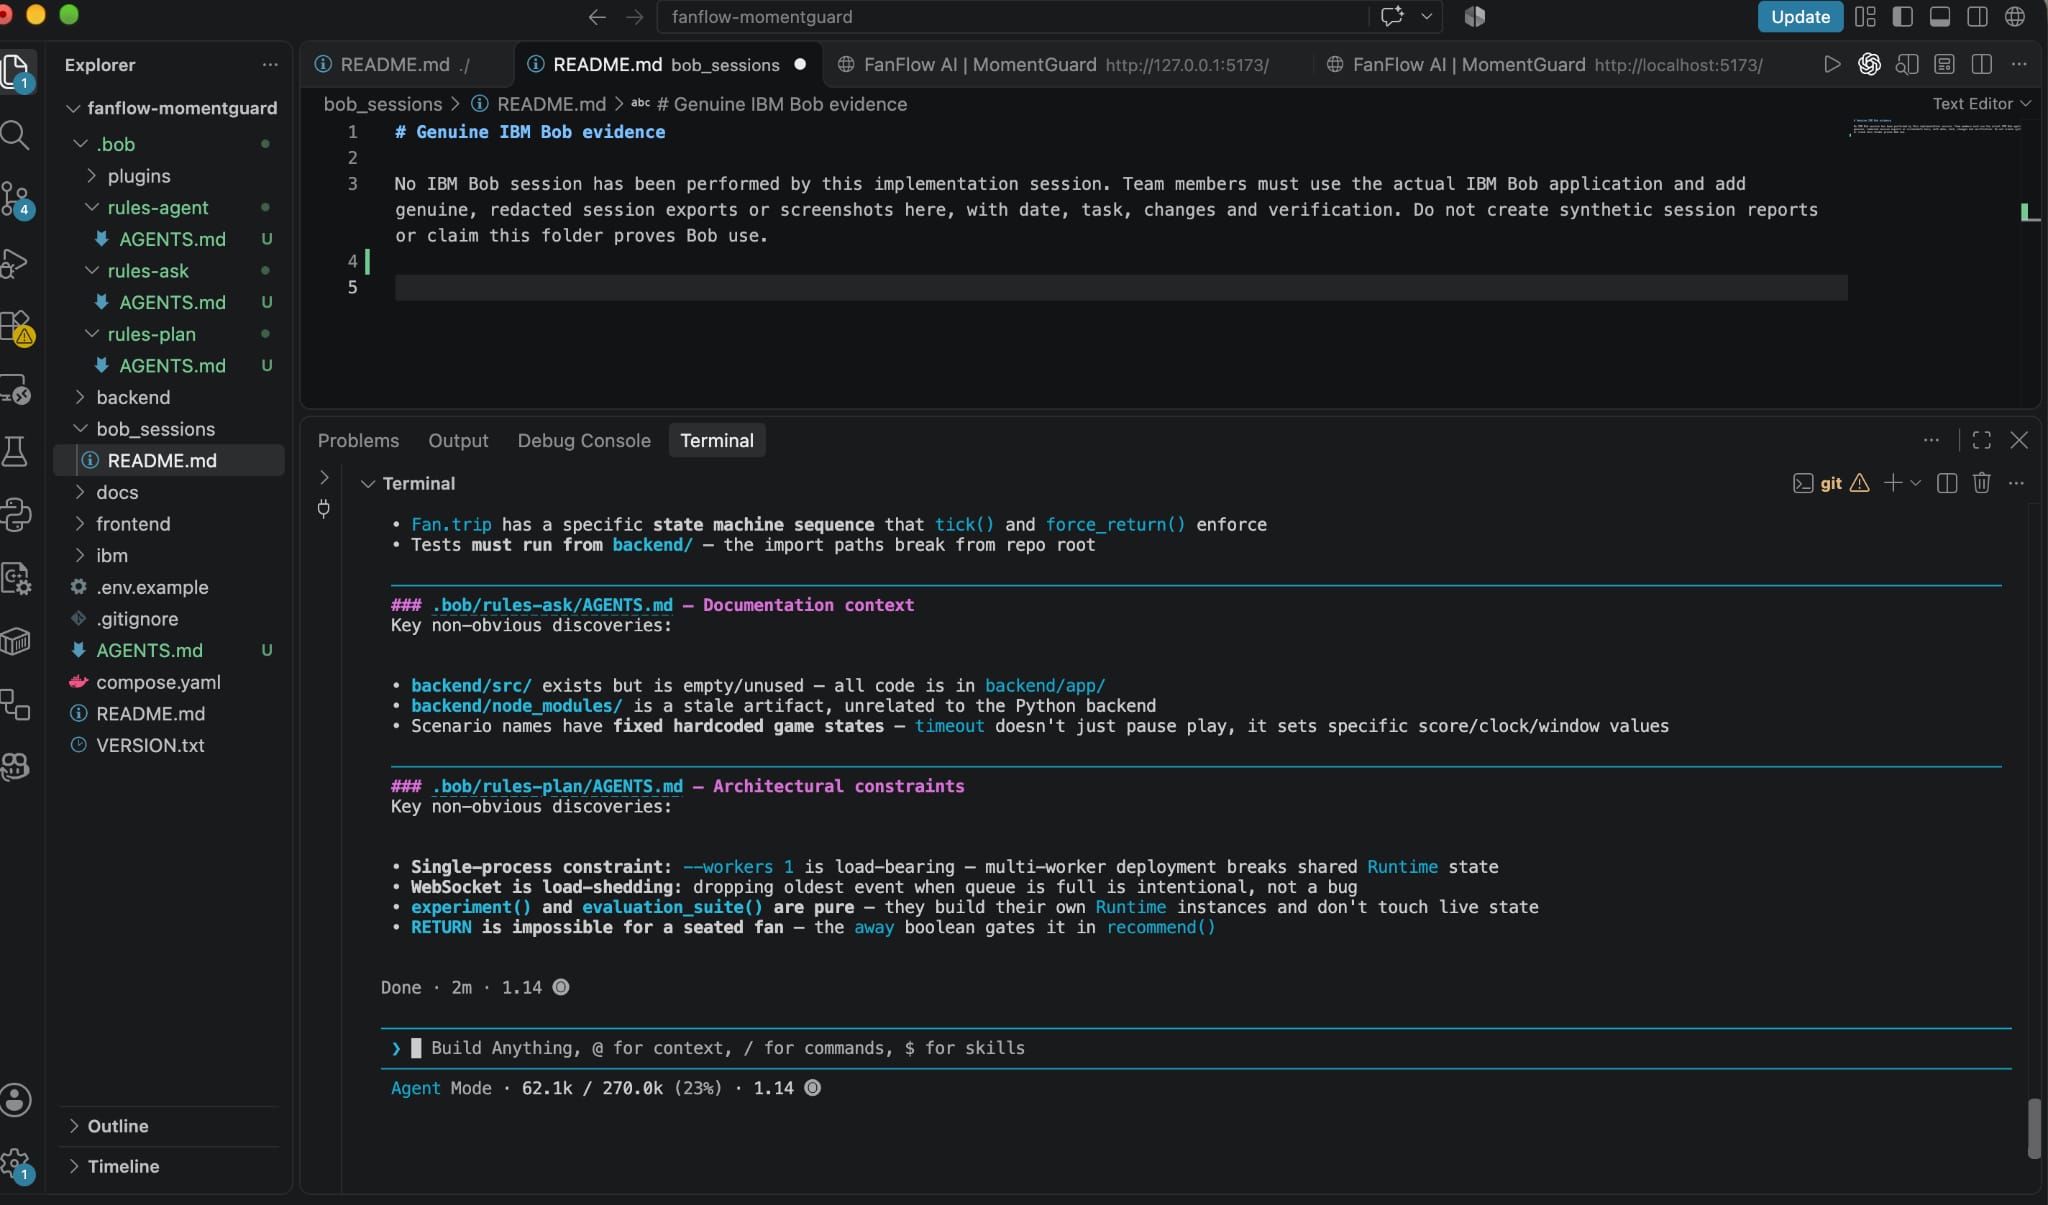 fanflow-momentguard
Update
Explorer
README.md ./
README.md bob_sessions
FanFlow AI | MomentGuard http://127.0.0.1:5173/
FanFlow AI | MomentGuard http://localhost:5173/
1
4
1
fanflow-momentguard
.bob
plugins
rules-agent
AGENTS.md U
rules-ask
AGENTS.md U
rules-plan
AGENTS.md U
backend
bob_sessions
README.md
docs
frontend
ibm
.env.example
.gitignore
AGENTS.md U
compose.yaml
README.md
VERSION.txt
Outline
Timeline
bob_sessions > README.md > abc # Genuine IBM Bob evidence
Text Editor
1 # Genuine IBM Bob evidence
2
3 No IBM Bob session has been performed by this implementation session. Team members must use the actual IBM Bob application and add
genuine, redacted session exports or screenshots here, with date, task, changes and verification. Do not create synthetic session reports
or claim this folder proves Bob use.
4
5
Problems Output Debug Console Terminal
Terminal
git
• Fan.trip has a specific state machine sequence that tick() and force_return() enforce
• Tests must run from backend/ — the import paths break from repo root
### .bob/rules-ask/AGENTS.md — Documentation context
Key non-obvious discoveries:
• backend/src/ exists but is empty/unused — all code is in backend/app/
• backend/node_modules/ is a stale artifact, unrelated to the Python backend
• Scenario names have fixed hardcoded game states — timeout doesn't just pause play, it sets specific score/clock/window values
### .bob/rules-plan/AGENTS.md — Architectural constraints
Key non-obvious discoveries:
• Single-process constraint: --workers 1 is load-bearing — multi-worker deployment breaks shared Runtime state
• WebSocket is load-shedding: dropping oldest event when queue is full is intentional, not a bug
• experiment() and evaluation_suite() are pure — they build their own Runtime instances and don't touch live state
• RETURN is impossible for a seated fan — the away boolean gates it in recommend()
Done · 2m · 1.14
❯ Build Anything, @ for context, / for commands, $ for skills
Agent Mode · 62.1k / 270.0k (23%) · 1.14